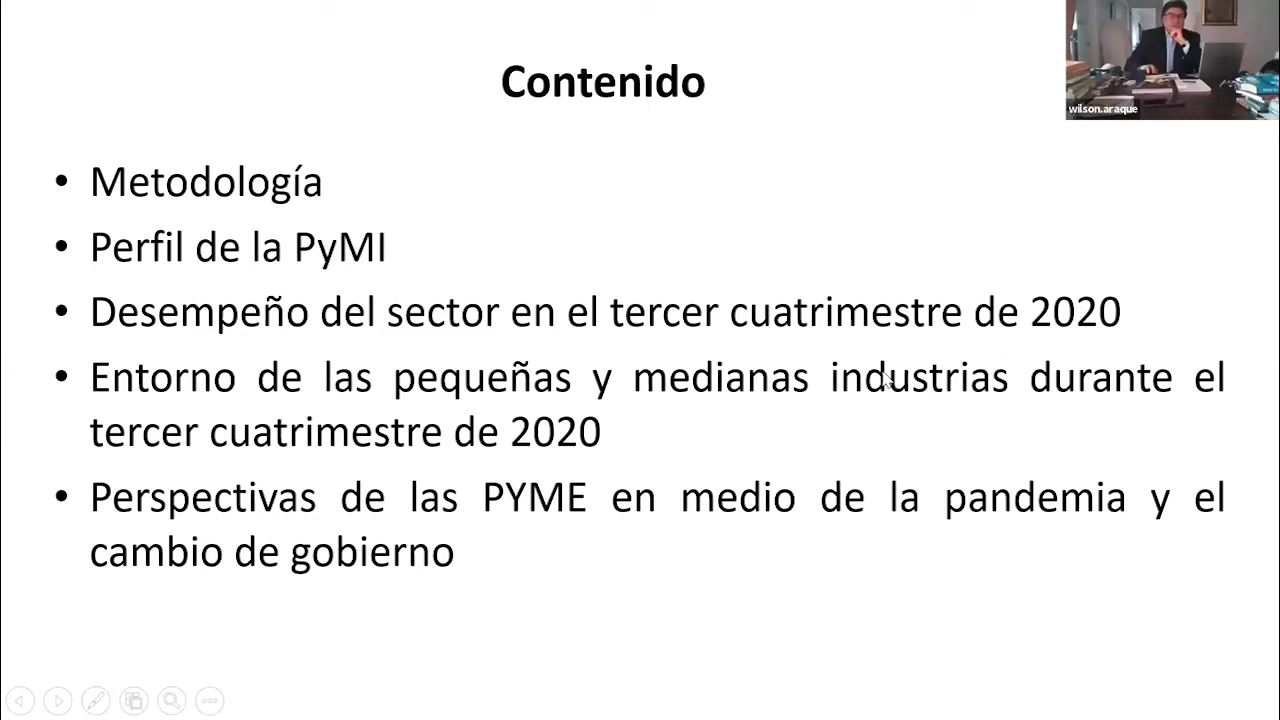 Contenido
wilson.araque
• Metodología
• Perfil de la PyMI
• Desempeño del sector en el tercer cuatrimestre de 2020
• Entorno de las pequeñas y medianas industrias durante el
tercer cuatrimestre de 2020
• Perspectivas de las PYME en medio de la pandemia y el
cambio de gobierno